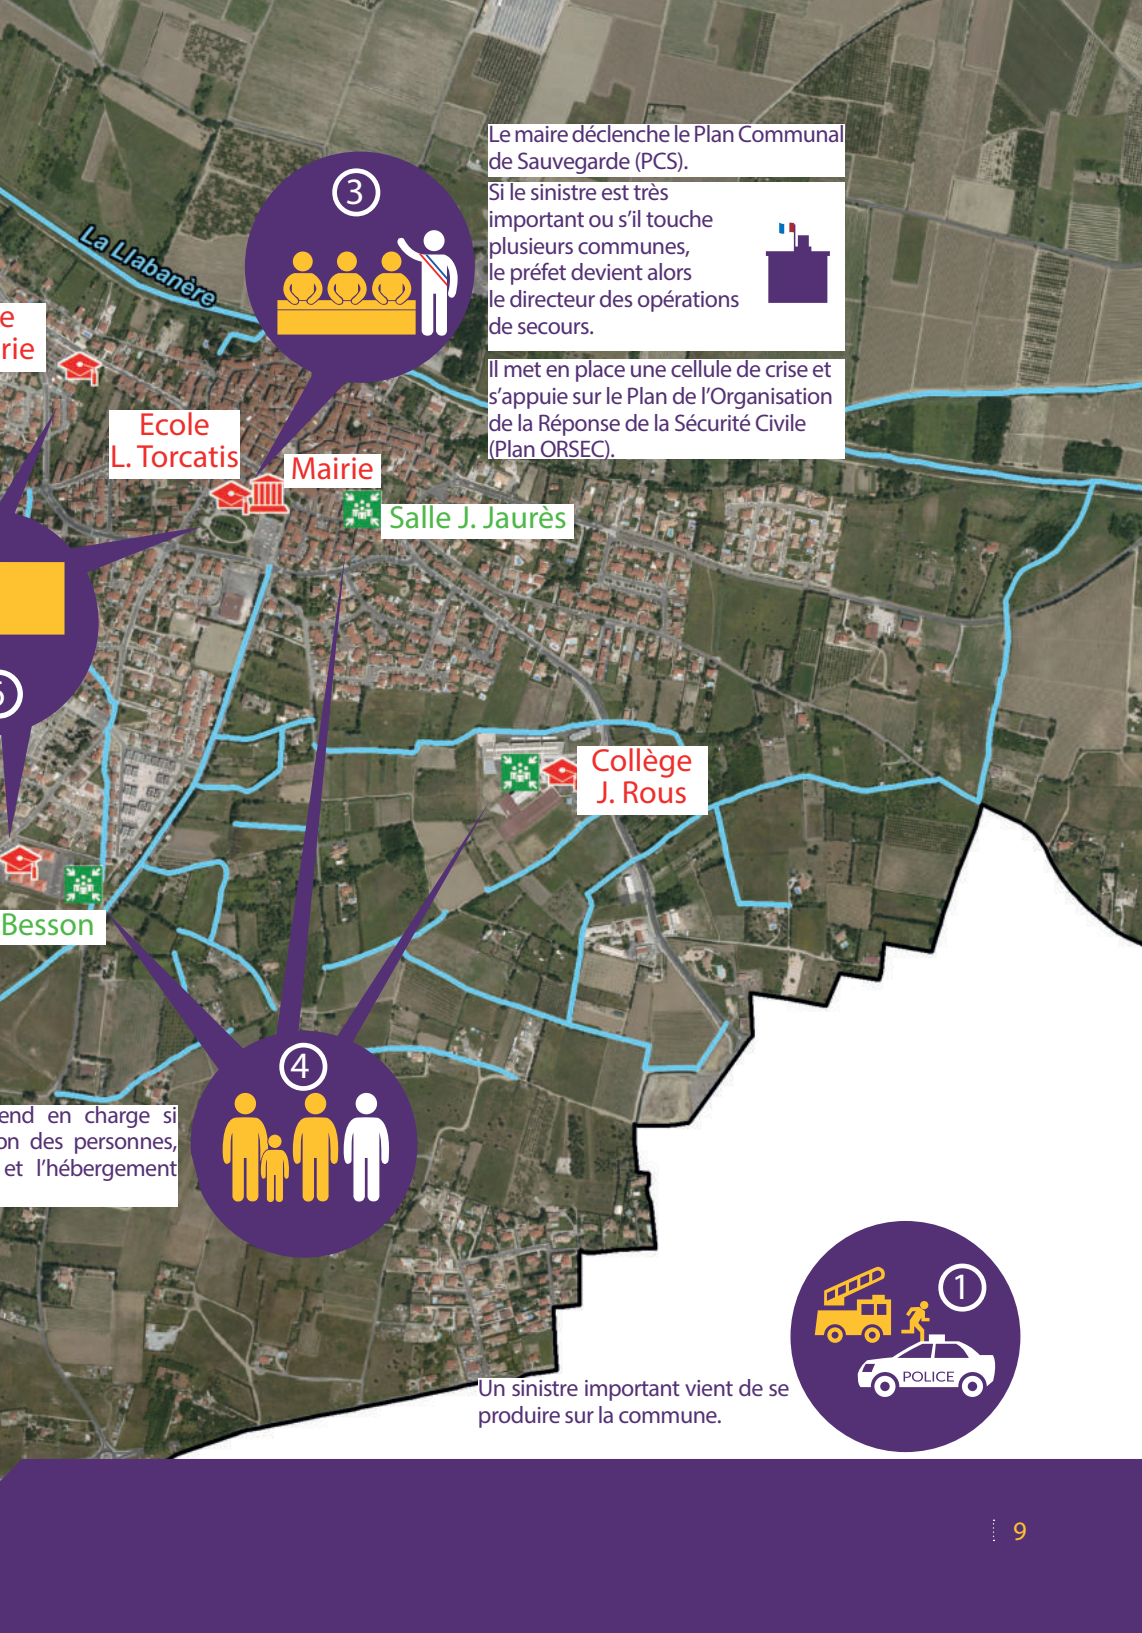 Le maire déclenche le Plan Communal
de Sauvegarde (PCS).
Si le sinistre est très
important ou s’il touche
plusieurs communes,
le préfet devient alors
le directeur des opérations
de secours.
Il met en place une cellule de crise et
s’appuie sur le Plan de l’Organisation
de la Réponse de la Sécurité Civile
(Plan ORSEC).
3
La Llabanère
e
rie
Ecole
L. Torcatis
Mairie
Salle J. Jaurès
Collège
J. Rous
Besson
4
end en charge si
on des personnes,
et l’hébergement
1
POLICE
Un sinistre important vient de se
produire sur la commune.
9